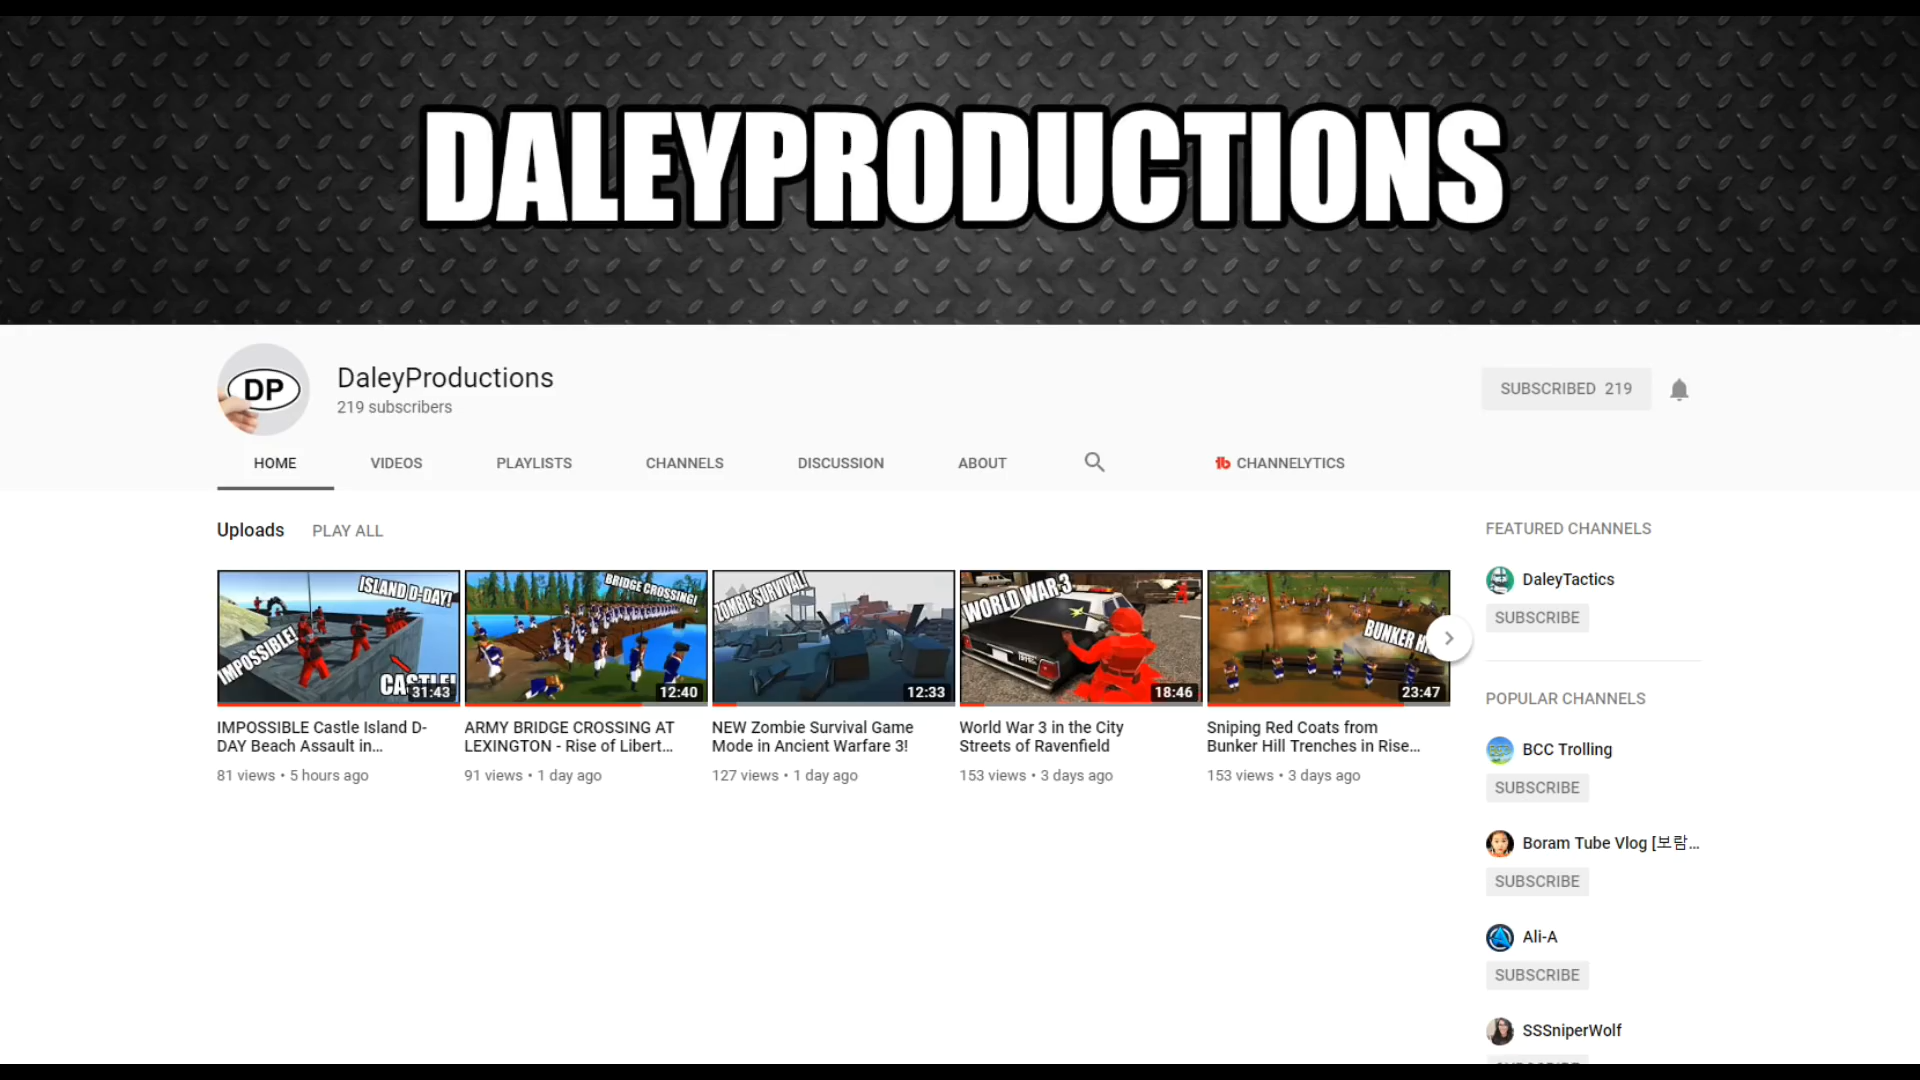 DALEYPRODUCTIONS
DP
DaleyProductions
219 subscribers
SUBSCRIBED 219
HOME VIDEOS PLAYLISTS CHANNELS DISCUSSION ABOUT CHANNELYTICS
Uploads PLAY ALL
ISLAND D-DAY!
IMPOSSIBLE!
31:43
IMPOSSIBLE Castle Island D-
DAY Beach Assault in...
81 views • 5 hours ago
BRIDGE CROSSING!
12:40
ARMY BRIDGE CROSSING AT
LEXINGTON - Rise of Libert...
91 views • 1 day ago
ZOMBIE SURVIVAL!
12:33
NEW Zombie Survival Game
Mode in Ancient Warfare 3!
127 views • 1 day ago
WORLD WAR 3
18:46
World War 3 in the City
Streets of Ravenfield
153 views • 3 days ago
BUNKER
23:47
Sniping Red Coats from
Bunker Hill Trenches in Rise...
153 views • 3 days ago
FEATURED CHANNELS
DaleyTactics
SUBSCRIBE
POPULAR CHANNELS
BCC Trolling
SUBSCRIBE
Boram Tube Vlog [보람...
SUBSCRIBE
Ali-A
SUBSCRIBE
SSSniperWolf